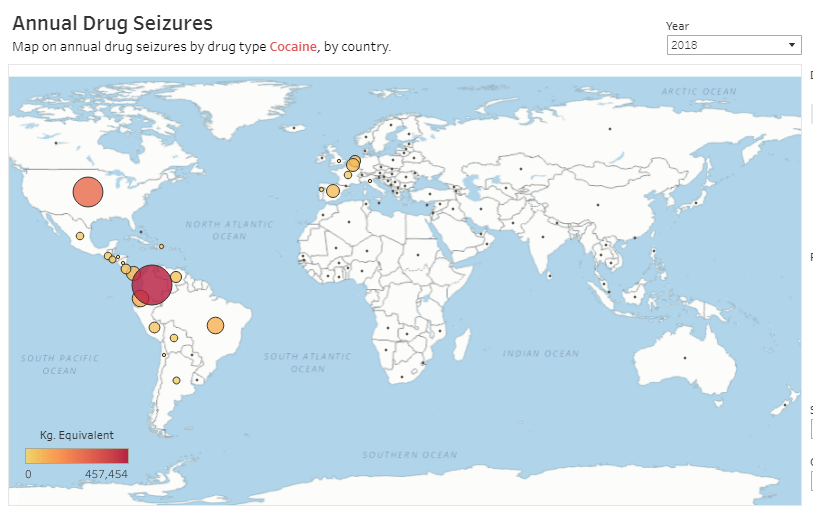 Annual Drug Seizures
Map on annual drug seizures by drug type Cocaine, by country.
Year
2018
ARCTIC OCEAN
NORTH ATLANTIC
OCEAN
SOUTH PACIFIC
OCEAN
SOUTH ATLANTIC
OCEAN
INDIAN OCEAN
SOUTHERN OCEAN
Kg. Equivalent
0 457,454